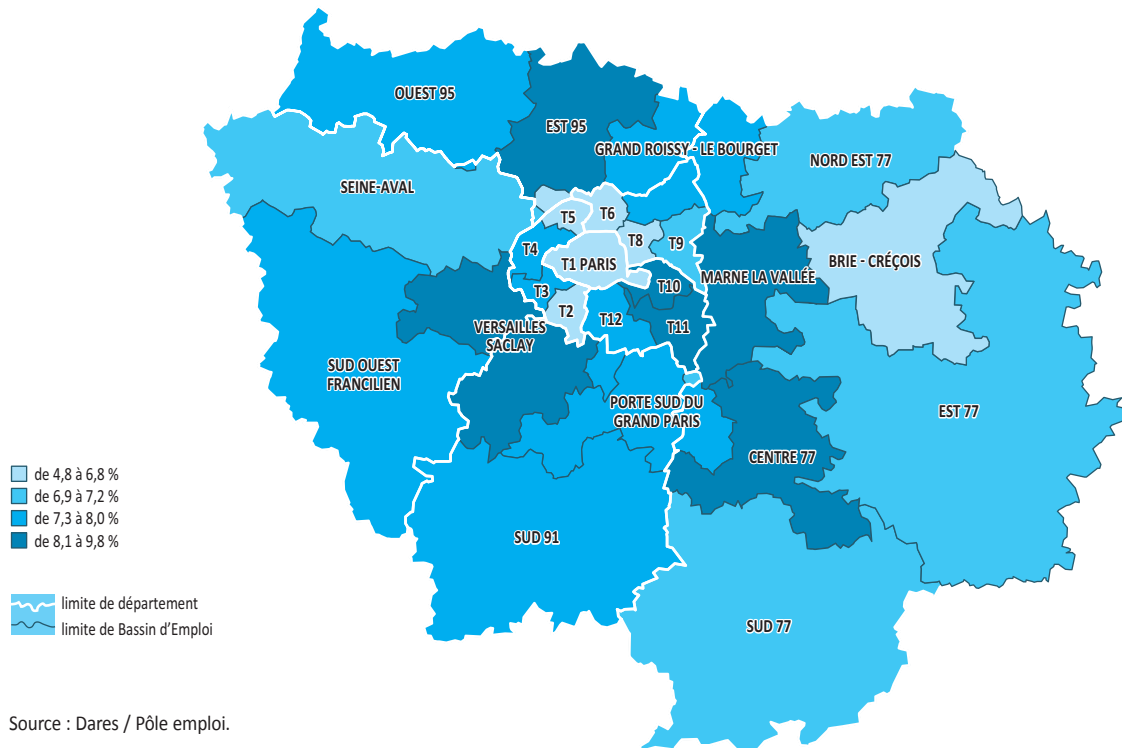 OUEST 95
EST 95
GRAND ROISSY - LE BOURGET
NORD EST 77
SEINE-AVAL
T5
T6
T4
T8
T9
T1 PARIS
BRIE - CRÉÇOIS
MARNE LA VALLÉE
T10
T3
T2
T12
T11
VERSAILLES
SACLAY
SUD OUEST
FRANCILIEN
PORTE SUD DU
GRAND PARIS
EST 77
CENTRE 77
SUD 91
SUD 77
de 4,8 à 6,8 %
de 6,9 à 7,2 %
de 7,3 à 8,0 %
de 8,1 à 9,8 %
limite de département
limite de Bassin d'Emploi
Source : Dares / Pôle emploi.